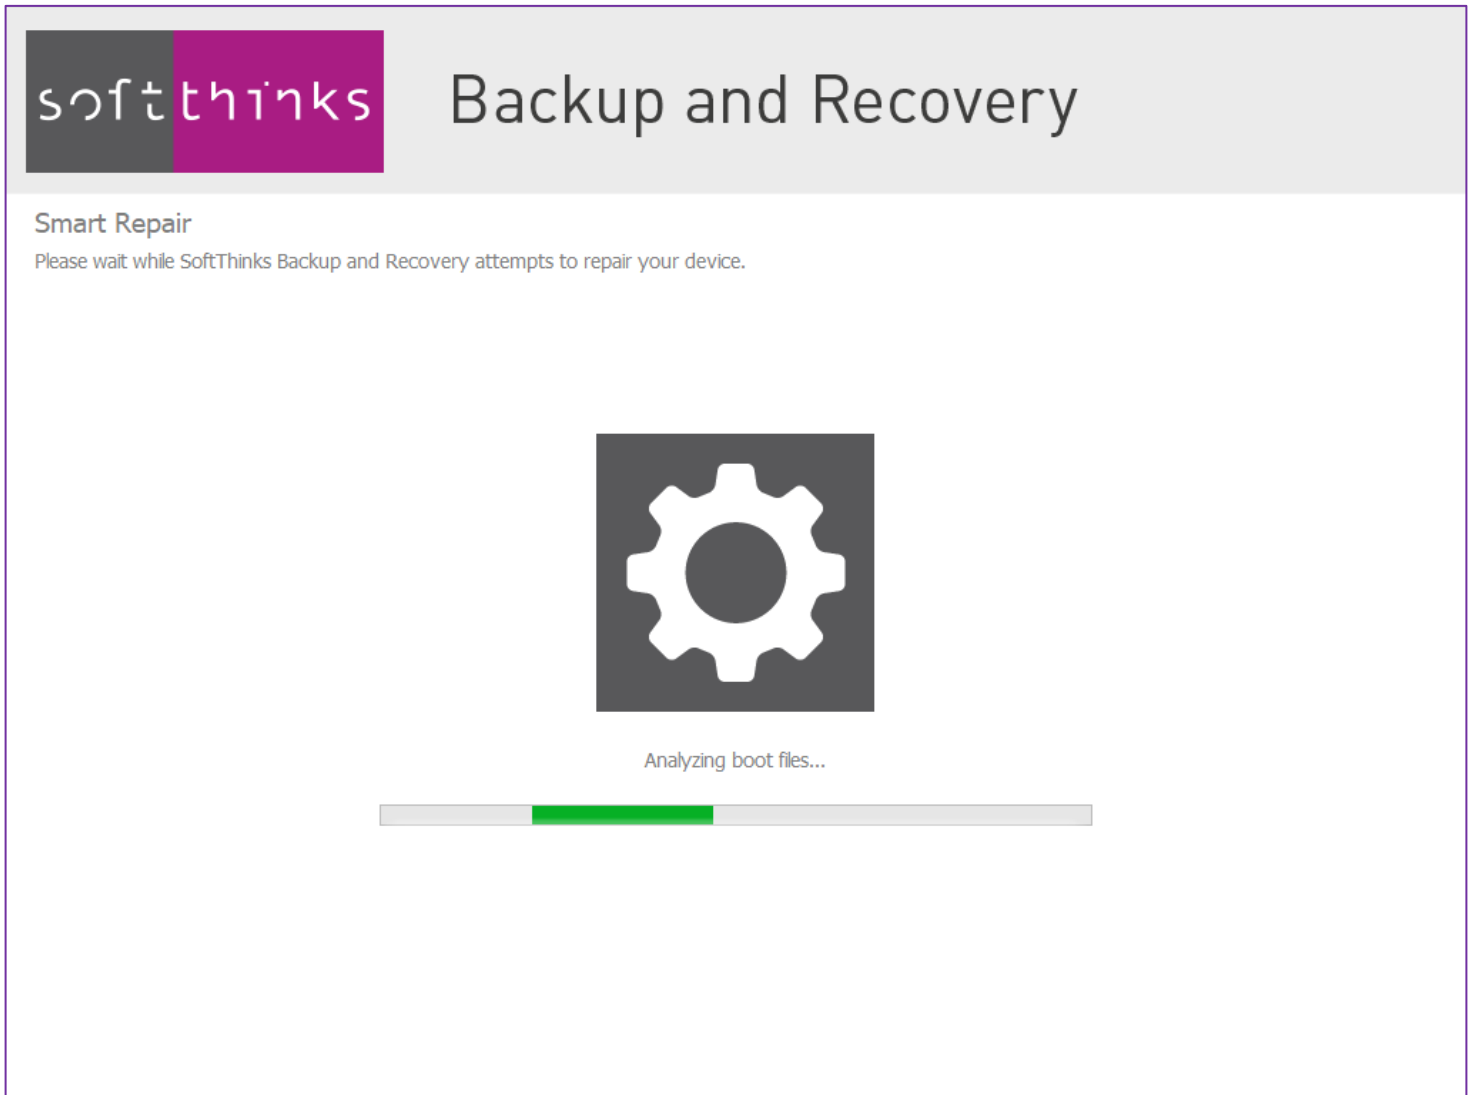 softthinks
Backup and Recovery
Smart Repair
Please wait while SoftThinks Backup and Recovery attempts to repair your device.
Analyzing boot files...